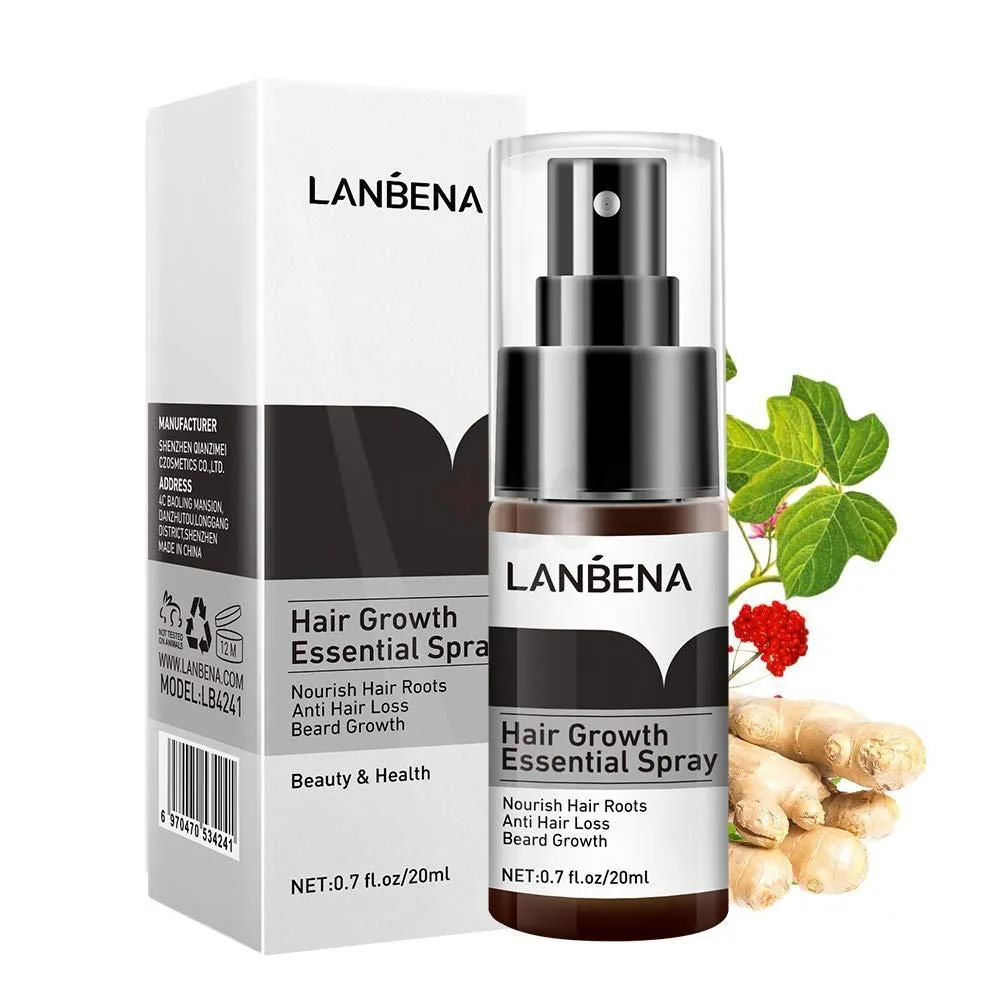 LANBENA
MANUFACTURER
SHENZHEN QIANZIMEI
CZOSMETICS CO.,LTD.
ADDRESS
4C BAOLING MANSION,
DANZHUTOU,LONGGANG
DISTRICT,SHENZHEN
MADE IN CHINA
NOT TESTED
ON ANIMALS
12 M
WWW.LANBENA.COM
MODEL:LB4241
6 970470 534241
Hair Growth
Essential Spra
Nourish Hair Roots
Anti Hair Loss
Beard Growth
Beauty & Health
NET:0.7 fl.oz/20ml
LANBENA
Hair Growth
Essential Spray
Nourish Hair Roots
Anti Hair Loss
Beard Growth
NET:0.7 fl.oz/20ml